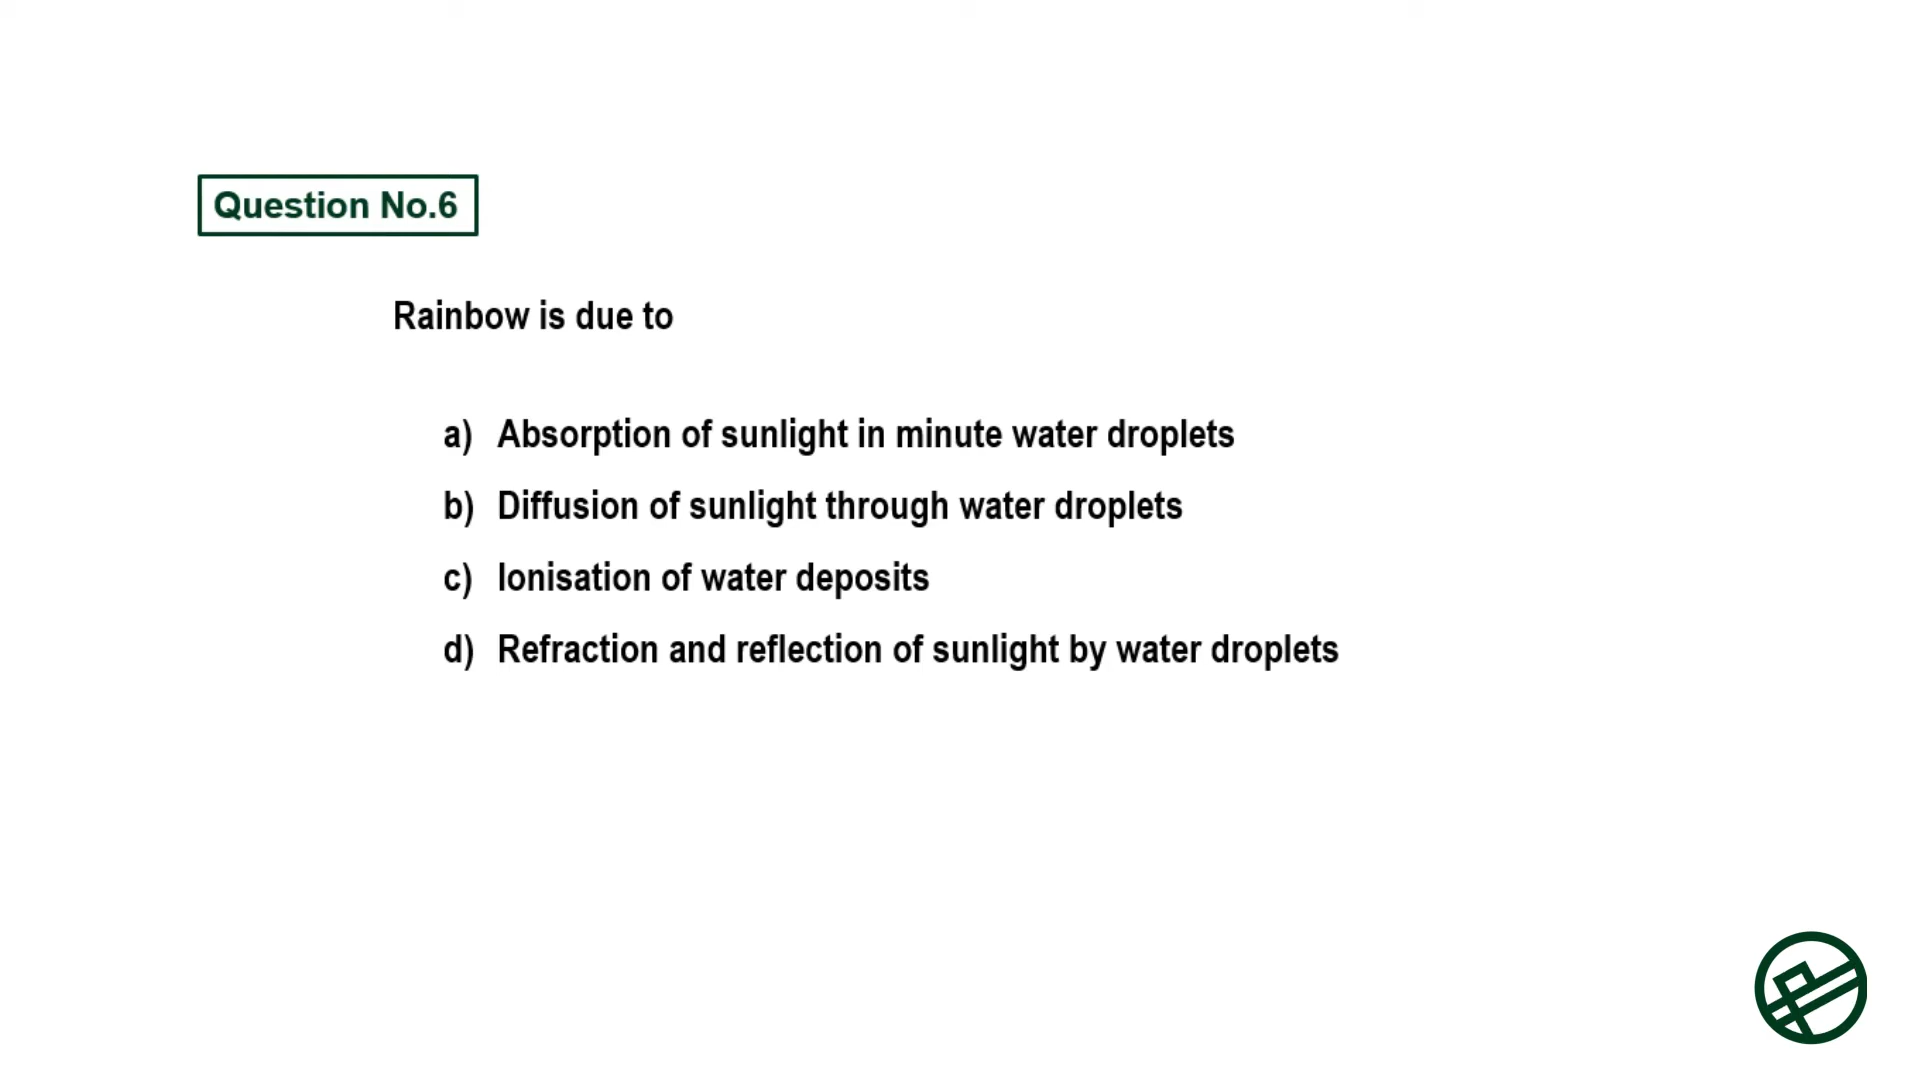 Question No.6
Rainbow is due to
a) Absorption of sunlight in minute water droplets
b) Diffusion of sunlight through water droplets
c) Ionisation of water deposits
d) Refraction and reflection of sunlight by water droplets